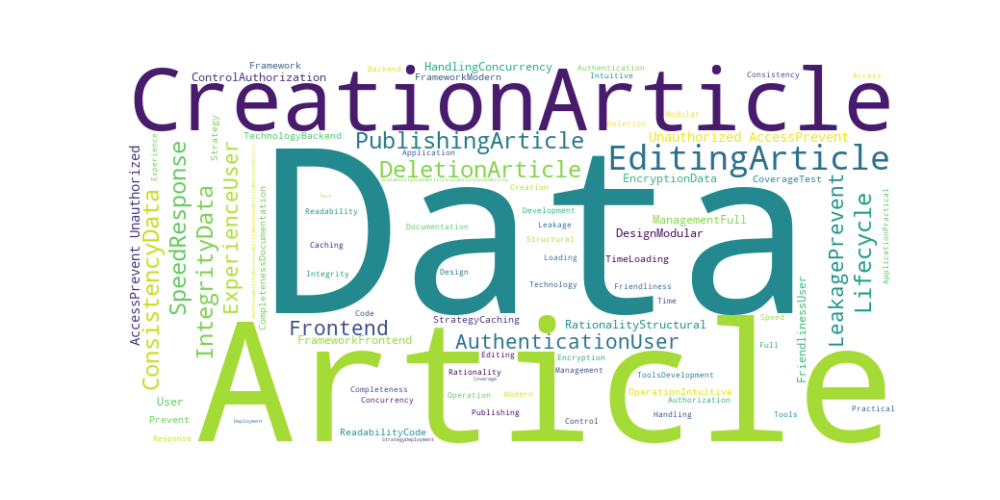 Framework
Backend
HandlingConcurrency
Authentication
ControlAuthorization
FrameworkModern
Intuitive
Consistency
Access
CreationArticle
Strategy
Deletion
Modular
TechnologyBackend
PublishingArticle
Unauthorized AccessPrevent
Application
EditingArticle
DeletionArticle
EncryptionData
CoverageTest
Creation
Data
AccessPrevent Unauthorized
Experience
ConsistencyData
SpeedResponse
IntegrityData
ExperienceUser
CompletenessDocumentation
Text
Readability
Caching
Integrity
Documentation
Development
Leakage
Structural
Loading
Design
Technology
ManagementFull
DesignModular
TimeLoading
Friendliness
Time
LeakagePrevent
Lifecycle
ApplicationPractical
FriendlinessUser
Code
Frontend
StrategyCaching
RationalityStructural
Speed
FrameworkFrontend
AuthenticationUser
Full
Article
Editing
Encryption
Rationality
Management
Coverage
ToolsDevelopment
Completeness
Concurrency
Operation
Modern
OperationIntuitive
Authorization
User
Publishing
Handling
Tools
Practical
Prevent
Deployment
Control
ReadabilityCode
StrategyDeployment
Response